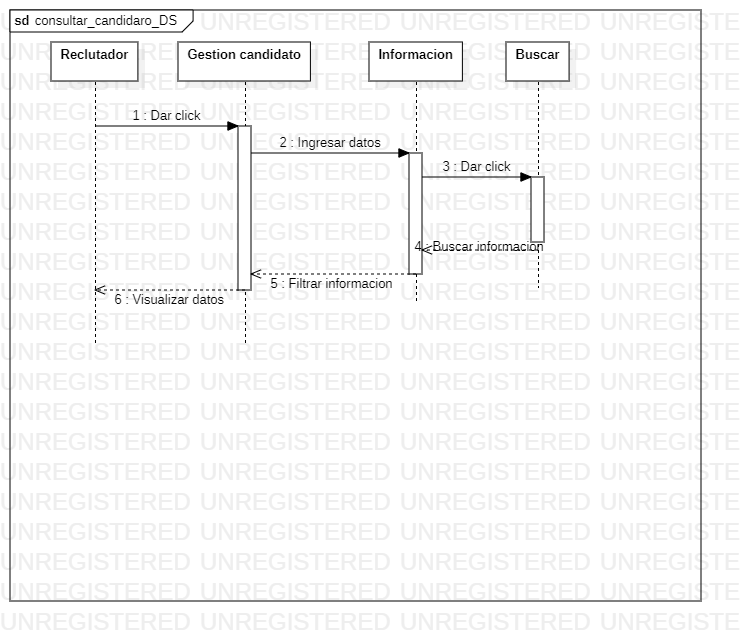 sd consultar_candidaro_DS
Reclutador
Gestion candidato
Informacion
Buscar
1 : Dar click
2 : Ingresar datos
3 : Dar click
4 : Buscar informacion
5 : Filtrar informacion
6 : Visualizar datos
UNREGISTERED UNREGISTERED UNREGISTERED UNREGISTE